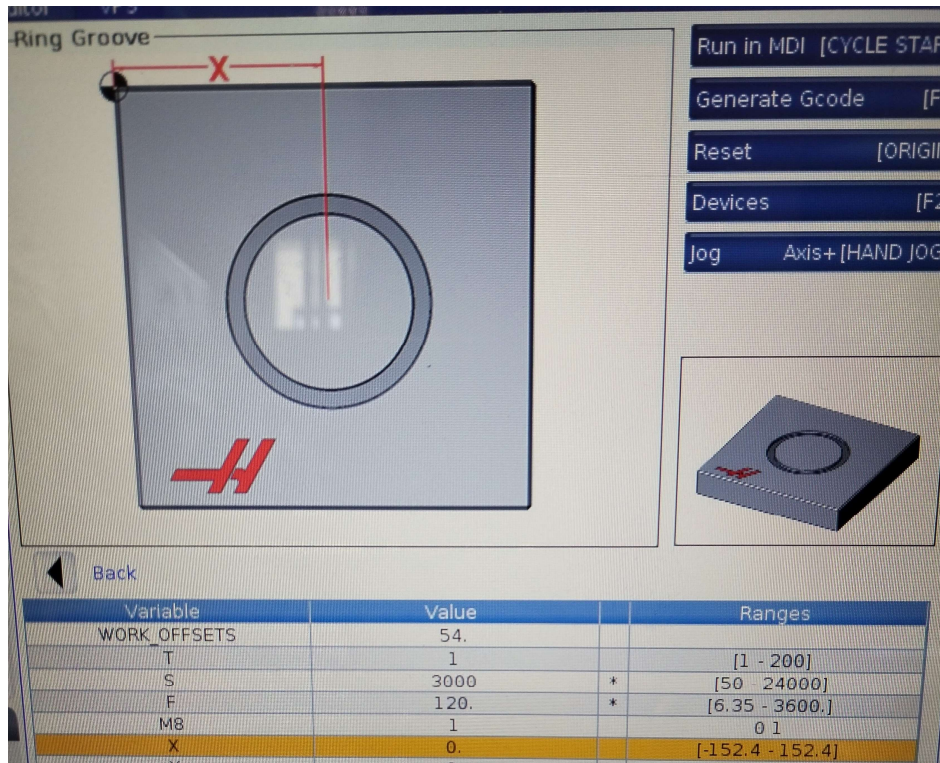 VPS
Ring Groove
X
Run in MDI [CYCLE STAR
Generate Gcode [F
Reset [ORIGI
Devices [F2
Jog Axis+[HAND JOG
Back
Variable Value Ranges
WORK_OFFSETS 54.
T 1 [1 - 200]
S 3000 * [50 - 24000]
F 120. * [6.35 - 3600.]
M8 1 0 1
X 0. [-152.4 - 152.4]